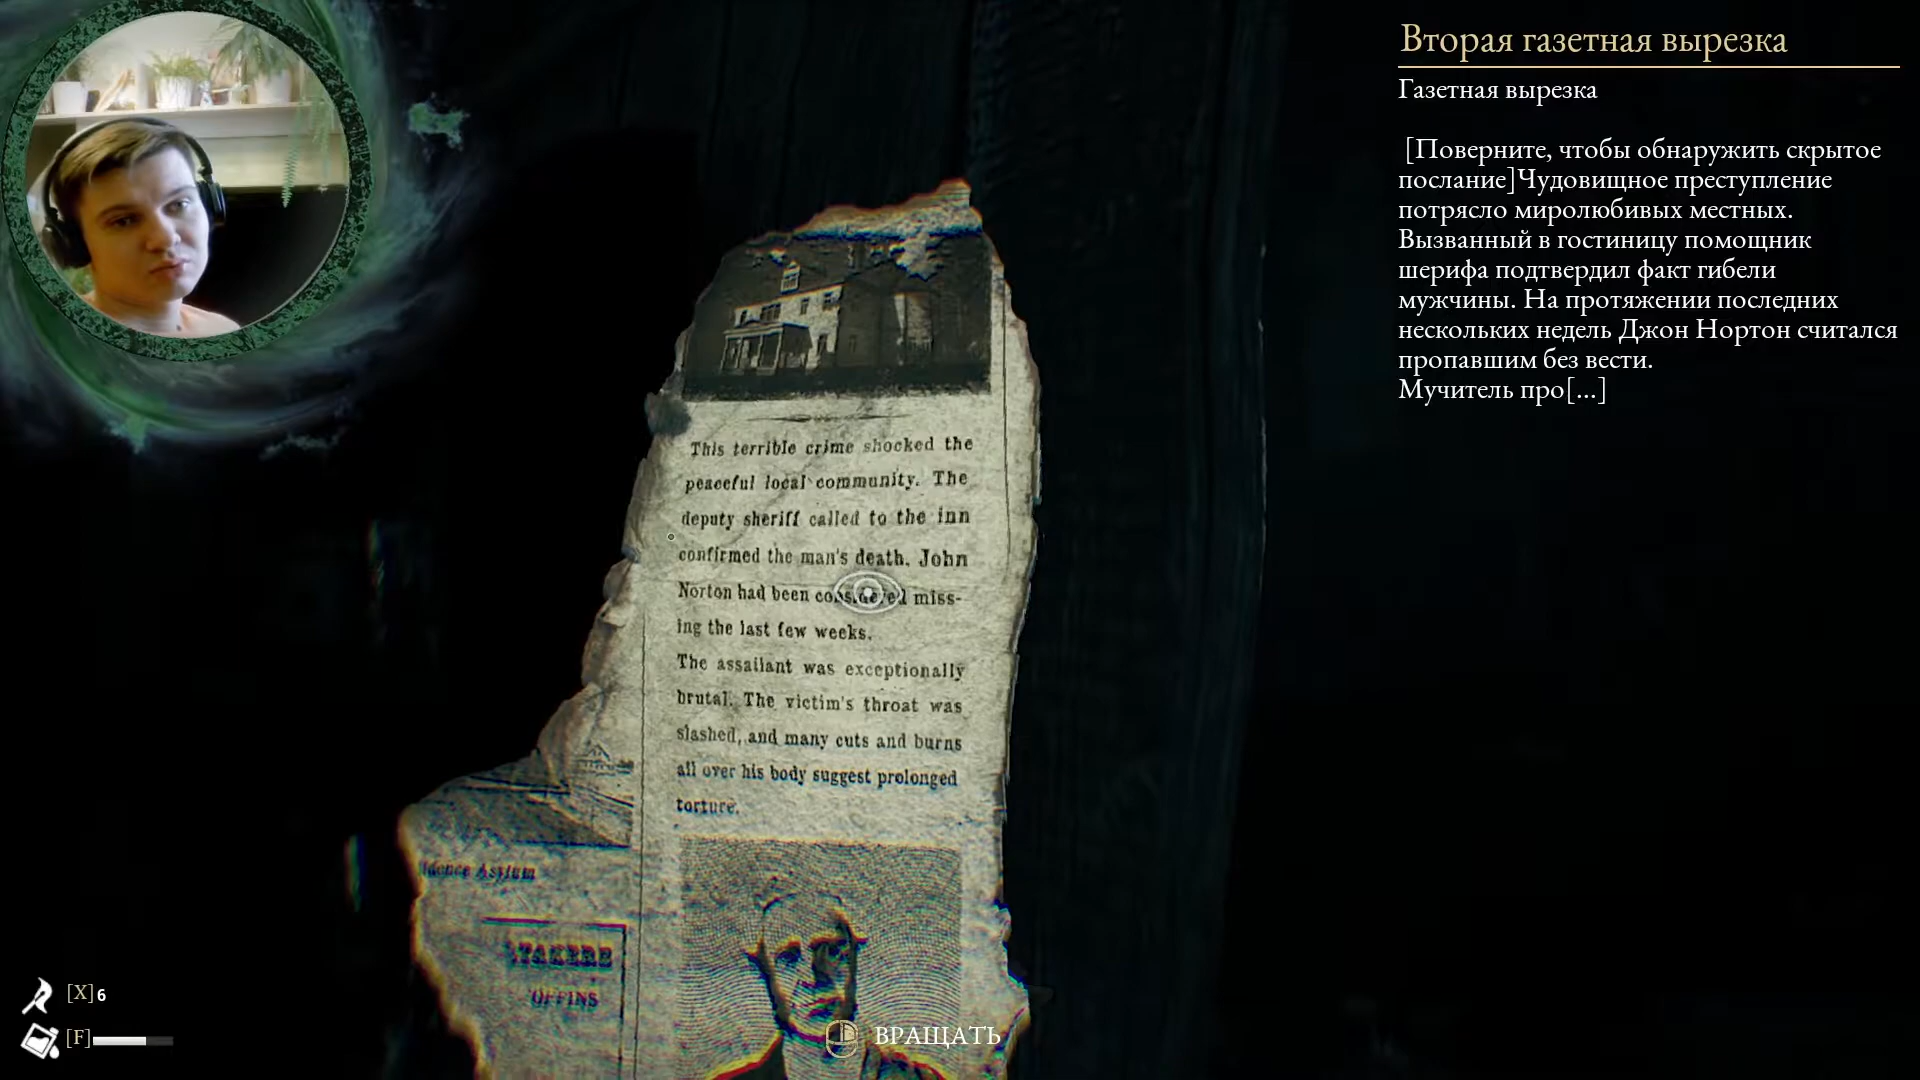 Вторая газетная вырезка
Газетная вырезка
[Поверните, чтобы обнаружить скрытое
послание]Чудовищное преступление
потрясло миролюбивых местных.
Вызванный в гостиницу помощник
шерифа подтвердил факт гибели
мужчины. На протяжении последних
нескольких недель Джон Нортон считался
пропавшим без вести.
Мучитель про[...]
This terrible crime shocked the
peaceful local community. The
deputy sheriff called to the inn
confirmed the man's death. John
Norton had been considered miss-
ing the last few weeks.
The assailant was exceptionally
brutal. The victim's throat was
slashed, and many cuts and burns
all over his body suggest prolonged
torture.
Asylum
[X] 6
[F]
ВРАЩАТЬ